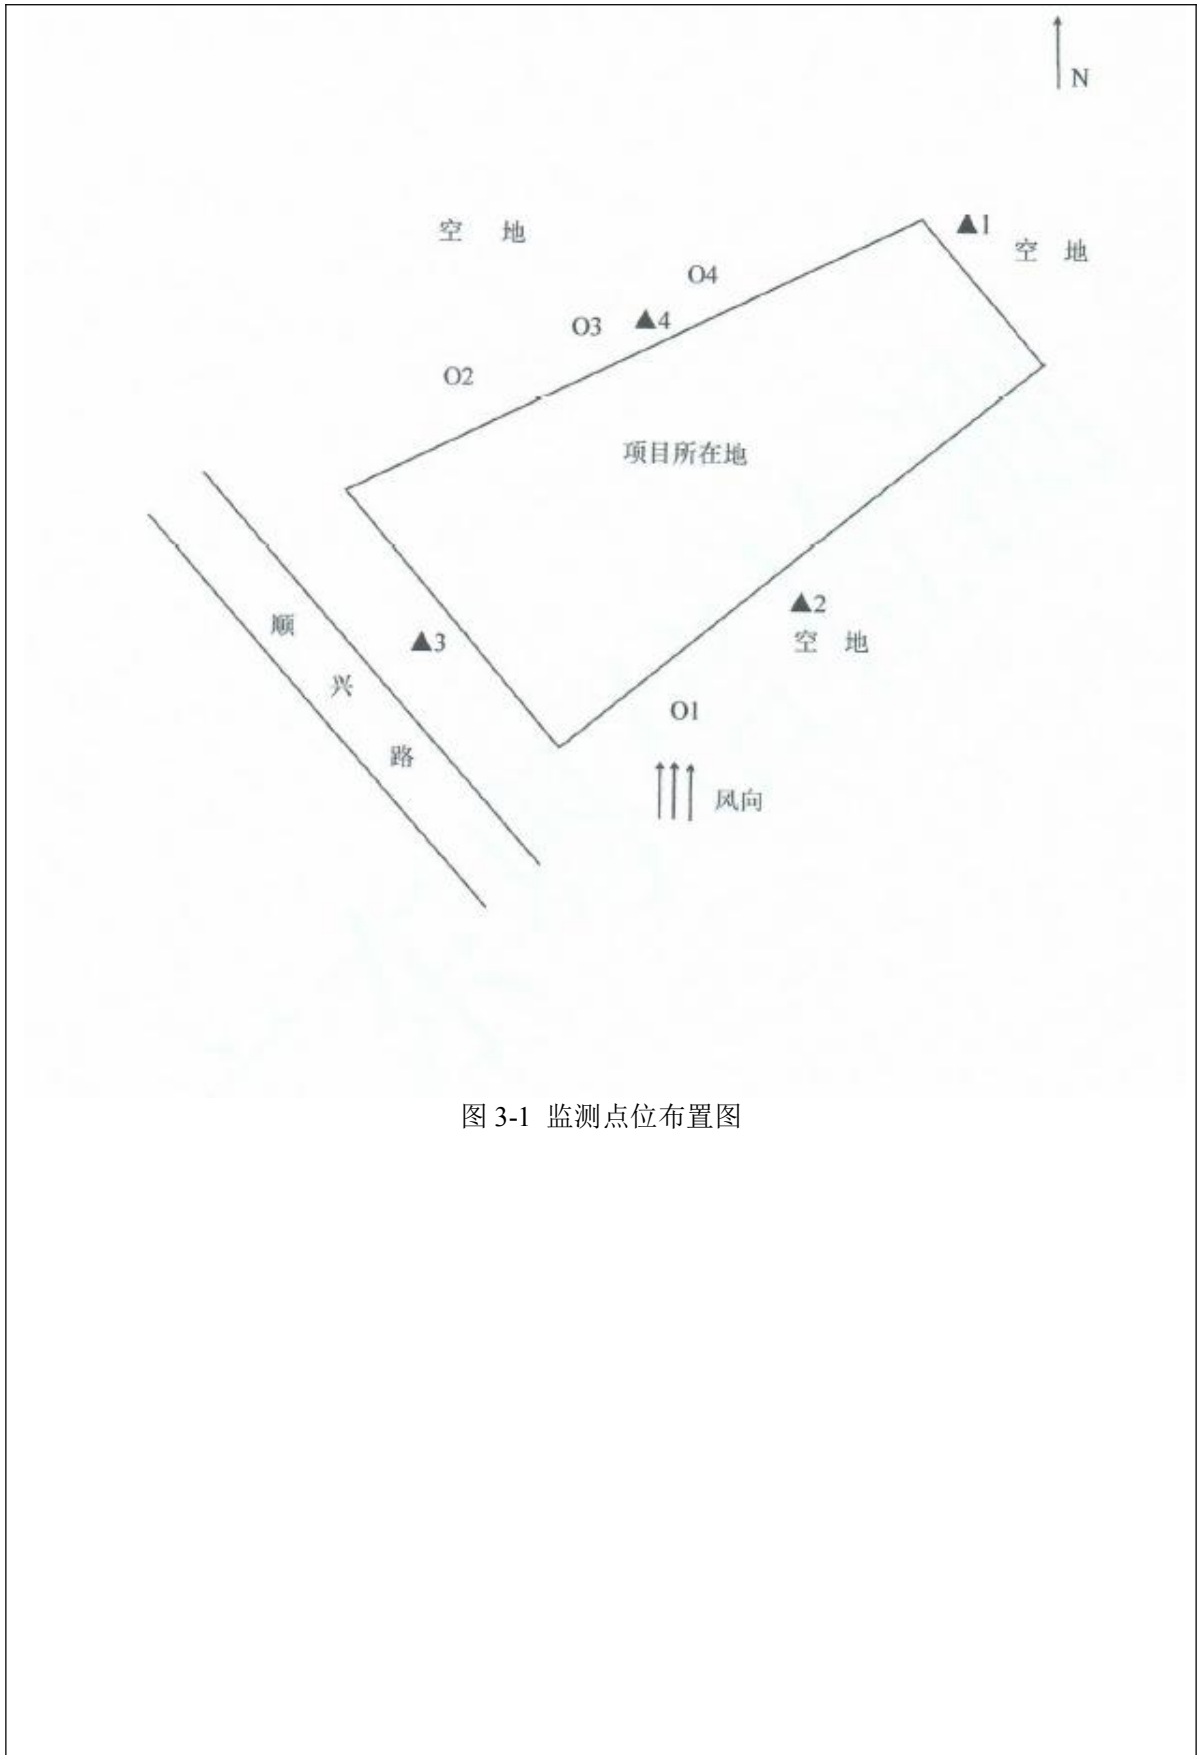 N
▲1
空 地
空 地
O4
▲4
O3
O2
项目所在地
▲2
空 地
▲3
顺
兴
路
O1
风向
图 3-1 监测点位布置图